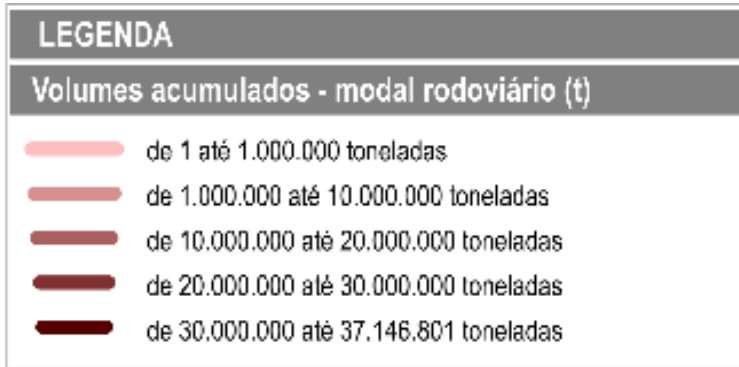 LEGENDA
Volumes acumulados - modal rodoviário (t)
de 1 até 1.000.000 toneladas
de 1.000.000 até 10.000.000 toneladas
de 10.000.000 até 20.000.000 toneladas
de 20.000.000 até 30.000.000 toneladas
de 30.000.000 até 37.146.801 toneladas